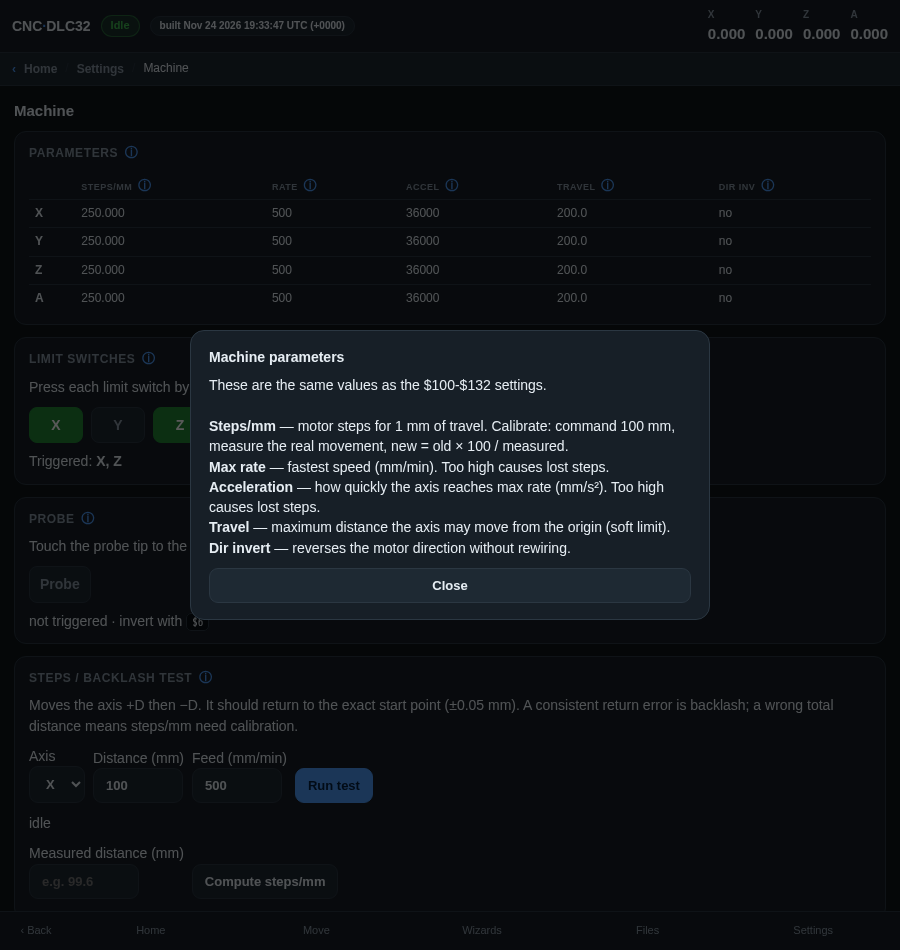 CNC·DLC32 Idle built Nov 24 2026 19:33:47 UTC (+0000)
X Y Z A
0.000 0.000 0.000 0.000
‹ Home Settings Machine
Machine
PARAMETERS ⓘ
STEPS/MM ⓘ RATE ⓘ ACCEL ⓘ TRAVEL ⓘ DIR INV ⓘ
X 250.000 500 36000 200.0 no
Y 250.000 500 36000 200.0 no
Z 250.000 500 36000 200.0 no
A 250.000 500 36000 200.0 no
LIMIT SWITCHES ⓘ
Press each limit switch by
X Y Z
Triggered: X, Z
PROBE ⓘ
Touch the probe tip to the
Probe
not triggered · invert with $6
Machine parameters
These are the same values as the $100-$132 settings.
Steps/mm — motor steps for 1 mm of travel. Calibrate: command 100 mm,
measure the real movement, new = old × 100 / measured.
Max rate — fastest speed (mm/min). Too high causes lost steps.
Acceleration — how quickly the axis reaches max rate (mm/s²). Too high
causes lost steps.
Travel — maximum distance the axis may move from the origin (soft limit).
Dir invert — reverses the motor direction without rewiring.
Close
STEPS / BACKLASH TEST ⓘ
Moves the axis +D then −D. It should return to the exact start point (±0.05 mm). A consistent return error is backlash; a wrong total
distance means steps/mm need calibration.
Axis Distance (mm) Feed (mm/min)
X 100 500 Run test
idle
Measured distance (mm)
e.g. 99.6 Compute steps/mm
‹ Back Home Move Wizards Files Settings